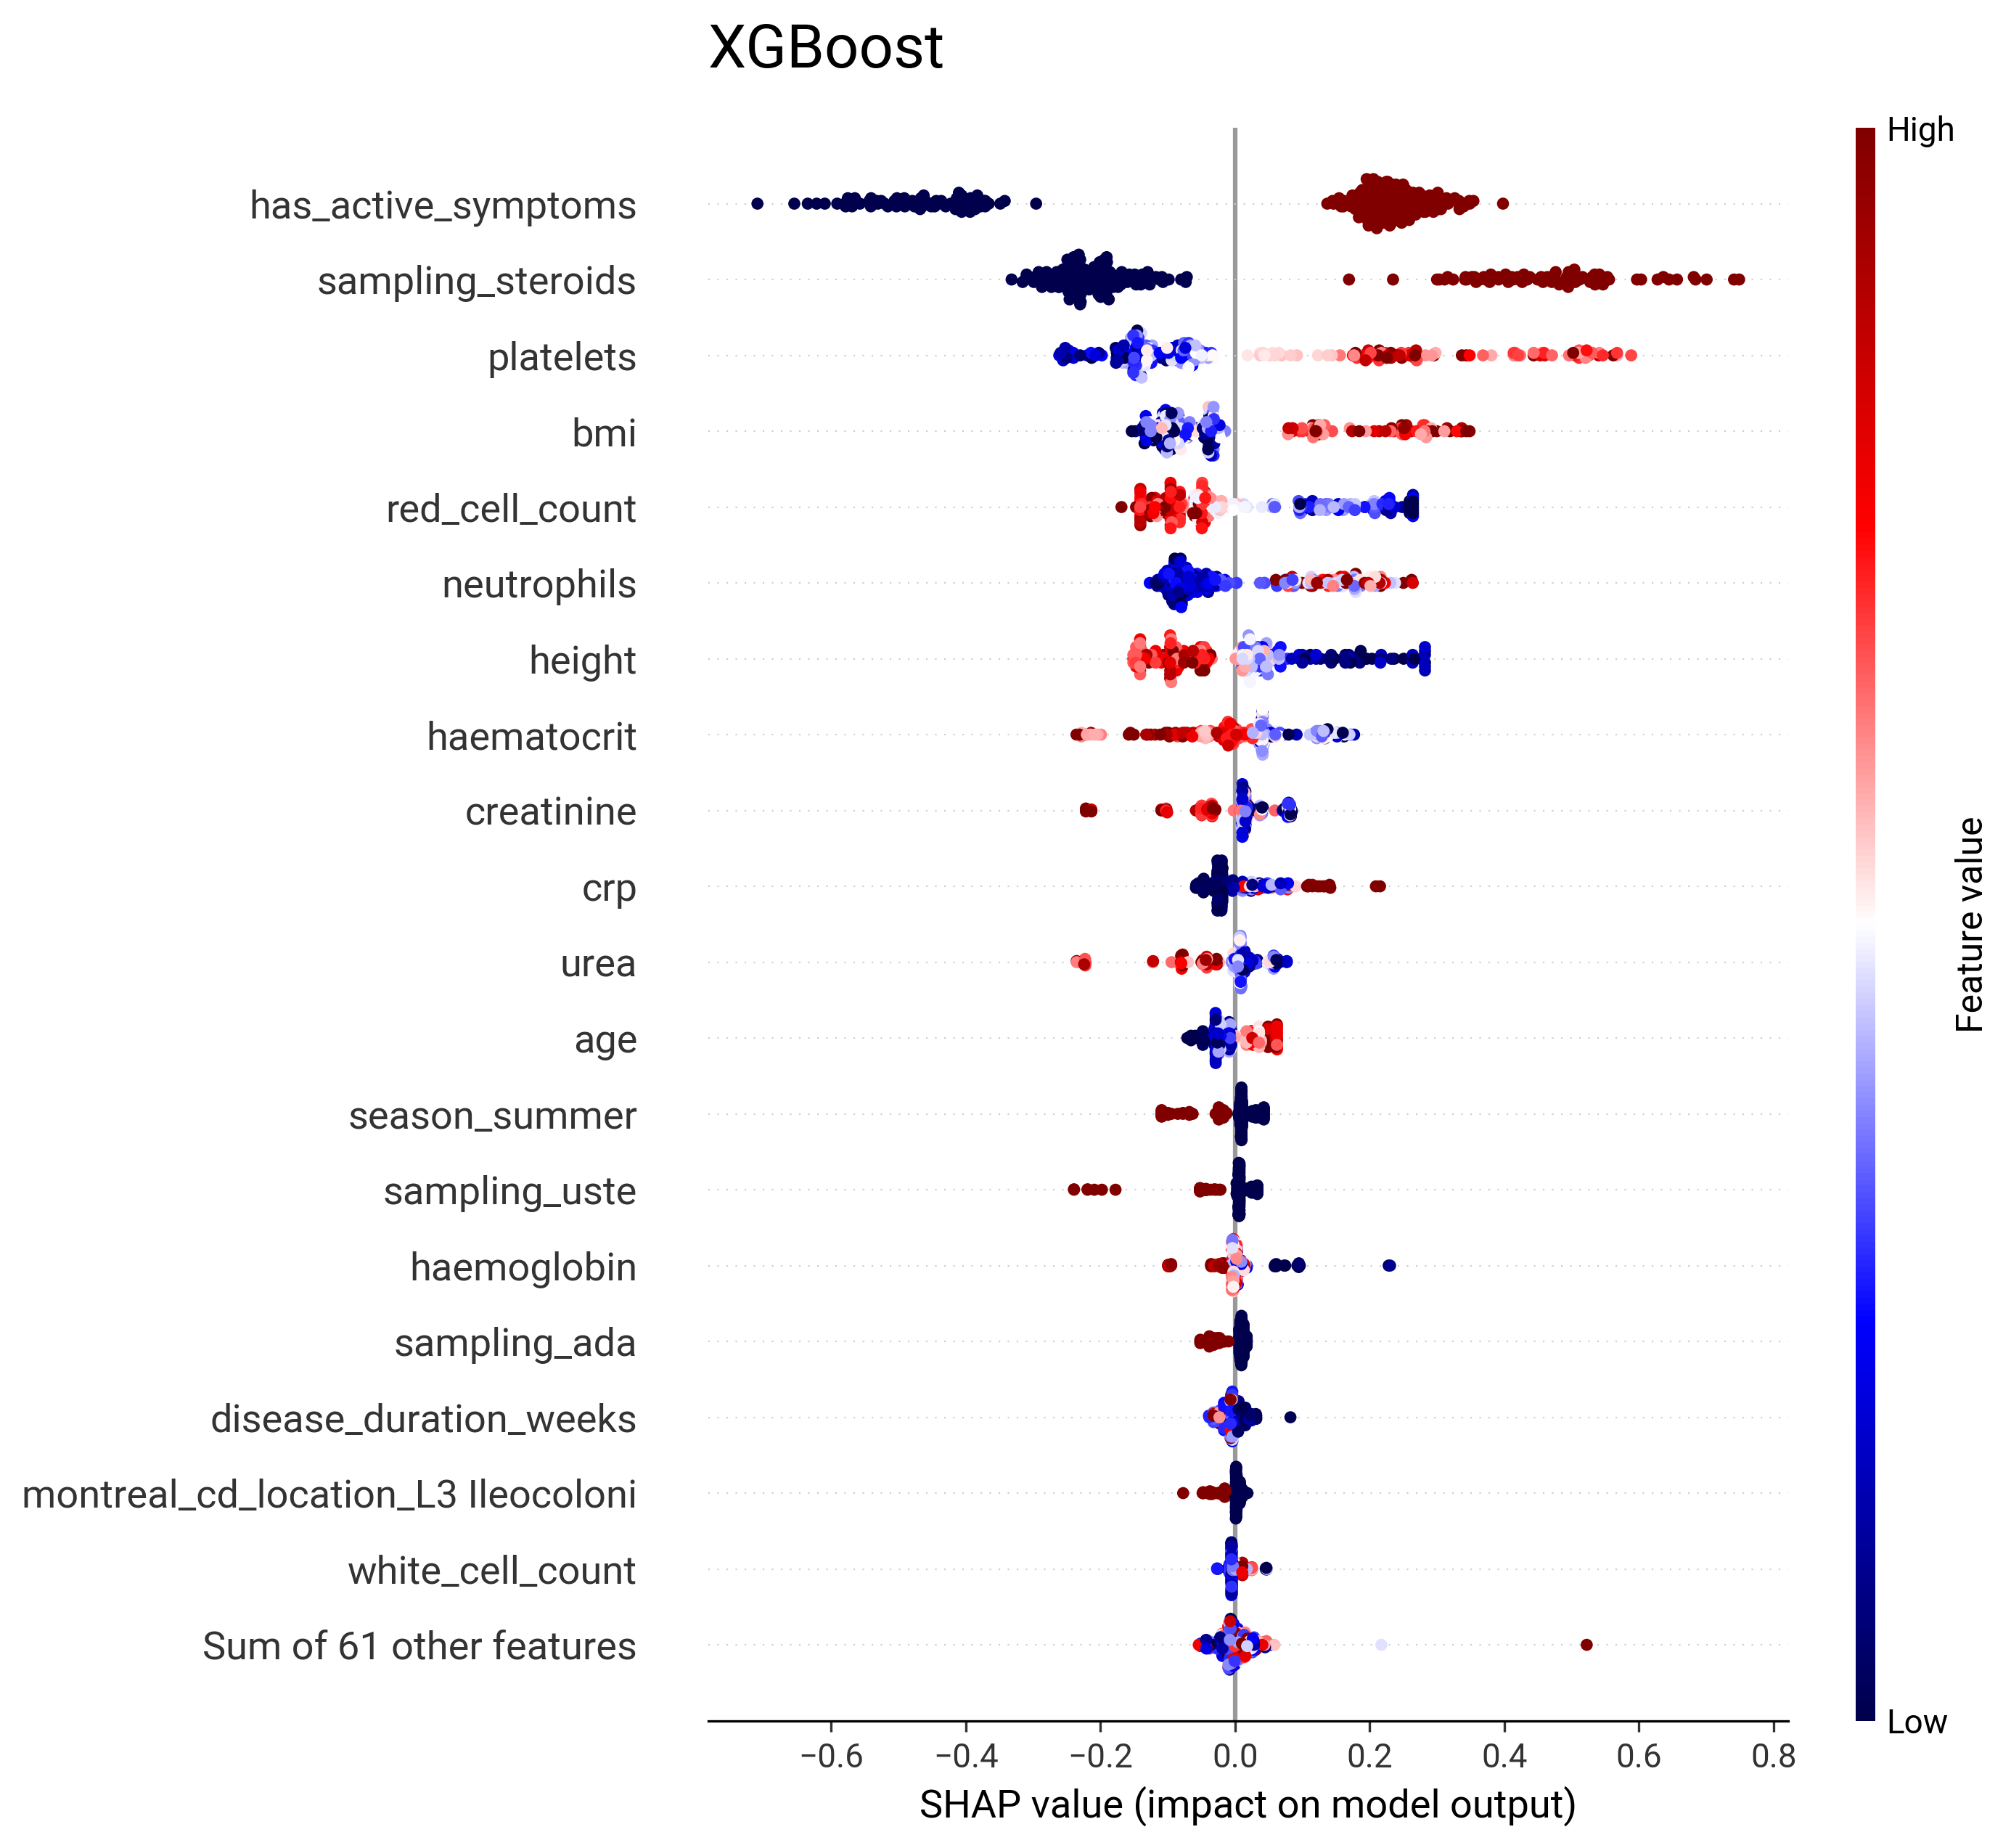 XGBoost
High
has_active_symptoms
sampling_steroids
platelets
bmi
red_cell_count
neutrophils
height
haematocrit
creatinine
crp
urea
age
season_summer
sampling_uste
haemoglobin
sampling_ada
disease_duration_weeks
montreal_cd_location_L3 Ileocoloni
white_cell_count
Sum of 61 other features
Feature value
Low
−0.6 −0.4 −0.2 0.0 0.2 0.4 0.6 0.8
SHAP value (impact on model output)